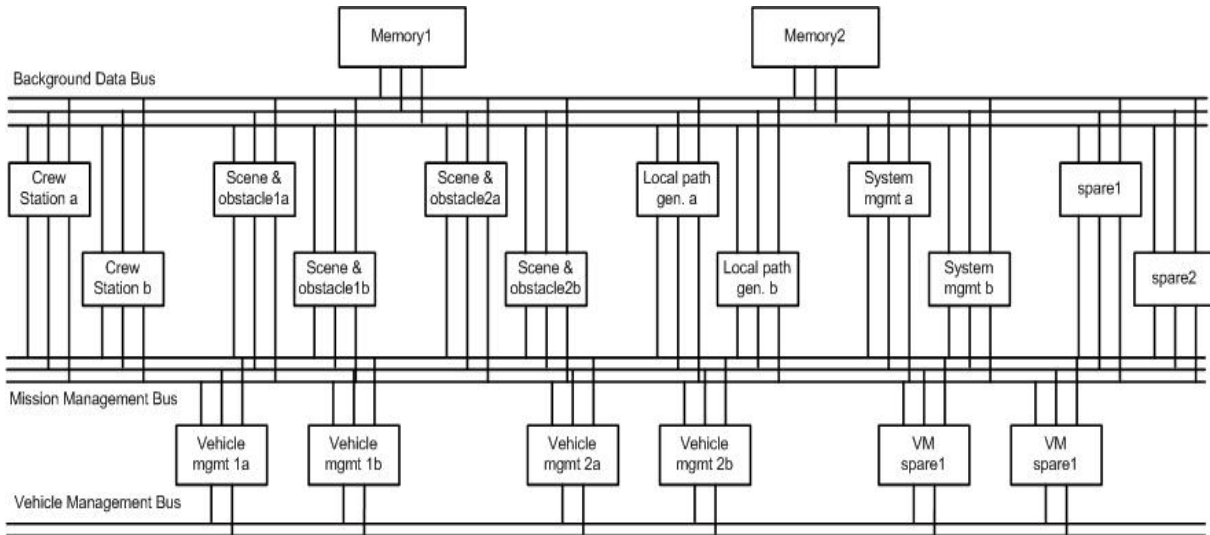 Memory1
Memory2
Background Data Bus
Crew
Station a
Scene &
obstacle1a
Scene &
obstacle2a
Local path
gen. a
System
mgmt a
spare1
Crew
Station b
Scene &
obstacle1b
Scene &
obstacle2b
Local path
gen. b
System
mgmt b
spare2
Mission Management Bus
Vehicle
mgmt 1a
Vehicle
mgmt 1b
Vehicle
mgmt 2a
Vehicle
mgmt 2b
VM
spare1
VM
spare1
Vehicle Management Bus